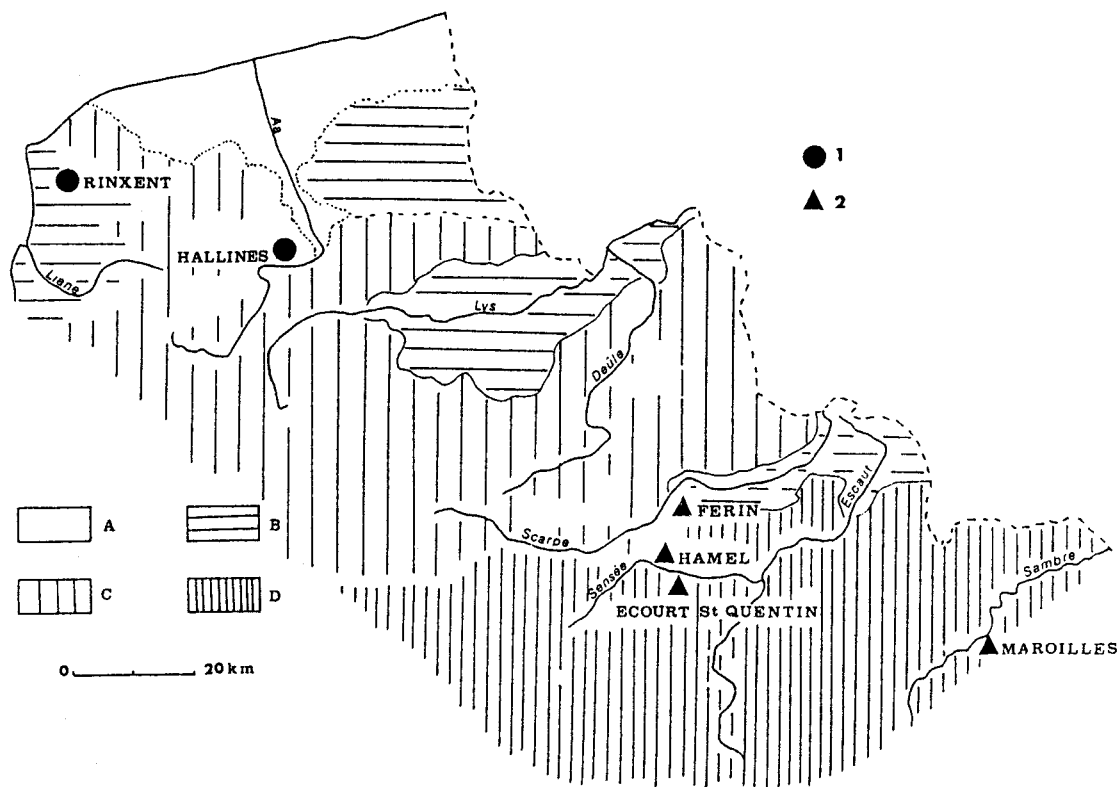 Aa
1
RINXENT
2
HALLINES
Liane
Lys
Deûle
Escaut
A
B
FERIN
Scarpe
HAMEL
Sambre
Sensée
C
D
ECOURT St QUENTIN
MAROILLES
0
20 km